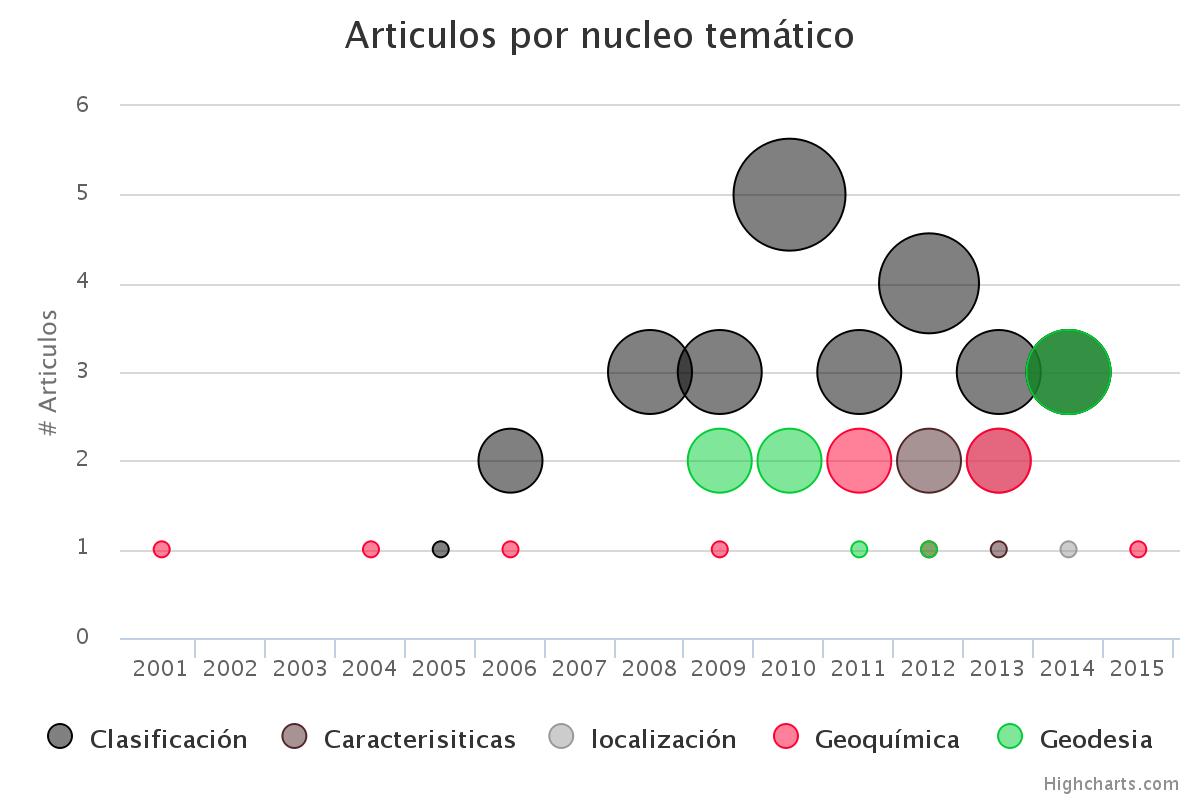 Articulos por nucleo temático
# Articulos
6
5
4
3
2
1
0
2001 2002 2003 2004 2005 2006 2007 2008 2009 2010 2011 2012 2013 2014 2015
Clasificación Caracterisiticas localización Geoquímica Geodesia
Highcharts.com